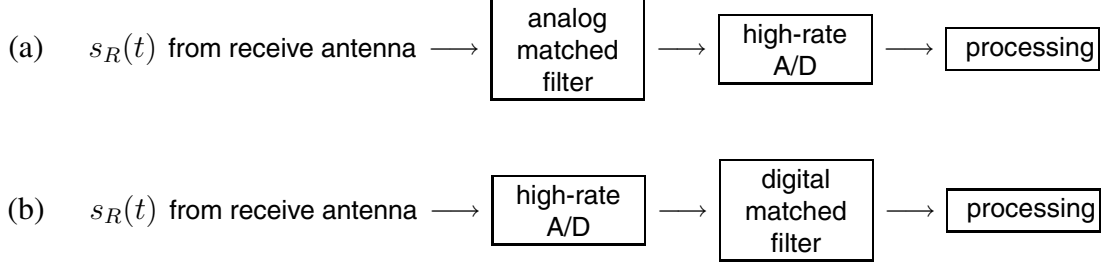 (a) s_R(t) from receive antenna ⟶ analog matched filter ⟶ high-rate A/D ⟶ processing
(b) s_R(t) from receive antenna ⟶ high-rate A/D ⟶ digital matched filter ⟶ processing